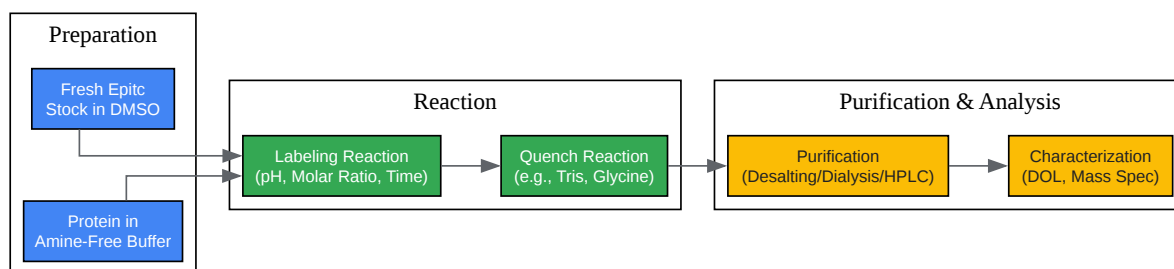 Preparation
Fresh Epitc
Stock in DMSO
Protein in
Amine-Free Buffer
Reaction
Labeling Reaction
(pH, Molar Ratio, Time)
Quench Reaction
(e.g., Tris, Glycine)
Purification & Analysis
Purification
(Desalting/Dialysis/HPLC)
Characterization
(DOL, Mass Spec)